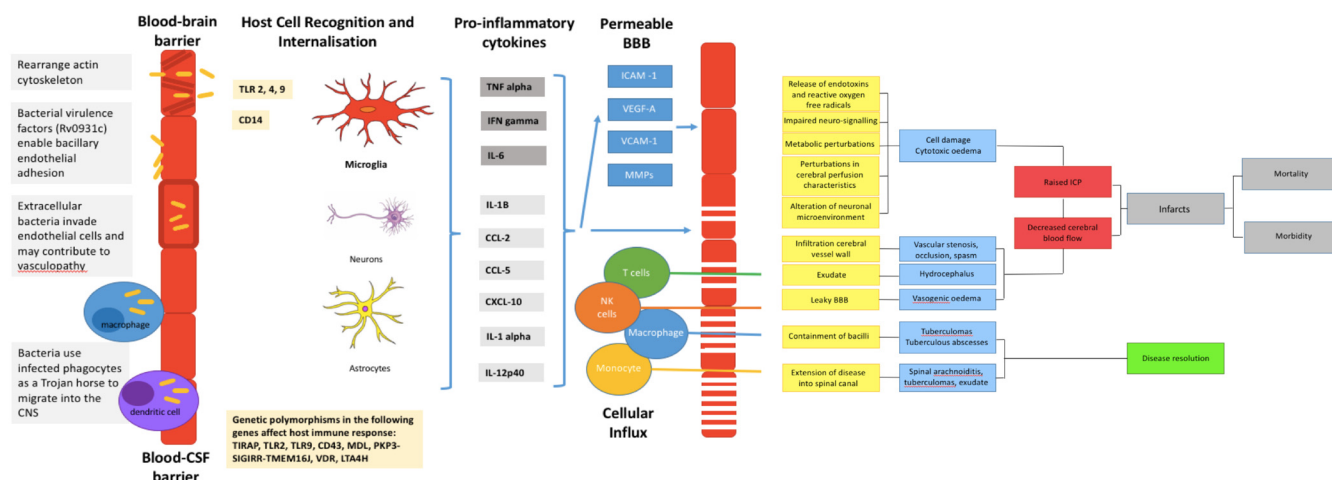 Blood-brain
barrier
Rearrange actin
cytoskeleton
Bacterial virulence
factors (Rv0931c)
enable bacillary
endothelial
adhesion
Extracellular
bacteria invade
endothelial cells and
may contribute to
vasculopathy
macrophage
Bacteria use
infected phagocytes
as a Trojan horse to
migrate into the
CNS
dendritic cell
Blood-CSF
barrier
Host Cell Recognition and
Internalisation
TLR 2, 4, 9
CD14
Microglia
Neurons
Astrocytes
Genetic polymorphisms in the following
genes affect host immune response:
TIRAP, TLR2, TLR9, CD43, MDL, PKP3-
SIGIRR-TMEM16J, VDR, LTA4H
Pro-inflammatory
cytokines
TNF alpha
IFN gamma
IL-6
IL-1B
CCL-2
CCL-5
CXCL-10
IL-1 alpha
IL-12p40
Permeable
BBB
ICAM -1
VEGF-A
VCAM-1
MMPs
T cells
NK
cells
Macrophage
Monocyte
Cellular
Influx
Release of endotoxins
and reactive oxygen
free radicals
Impaired neuro-signalling
Metabolic perturbations
Perturbations in
cerebral perfusion
characteristics
Alteration of neuronal
microenvironment
Infiltration cerebral
vessel wall
Exudate
Leaky BBB
Containment of bacilli
Extension of disease
into spinal canal
Cell damage
Cytotoxic oedema
Vascular stenosis,
occlusion, spasm
Hydrocephalus
Vasogenic oedema
Tuberculomas
Tuberculous abscesses
Spinal arachnoiditis,
tuberculomas, exudate
Raised ICP
Decreased cerebral
blood flow
Infarcts
Mortality
Morbidity
Disease resolution